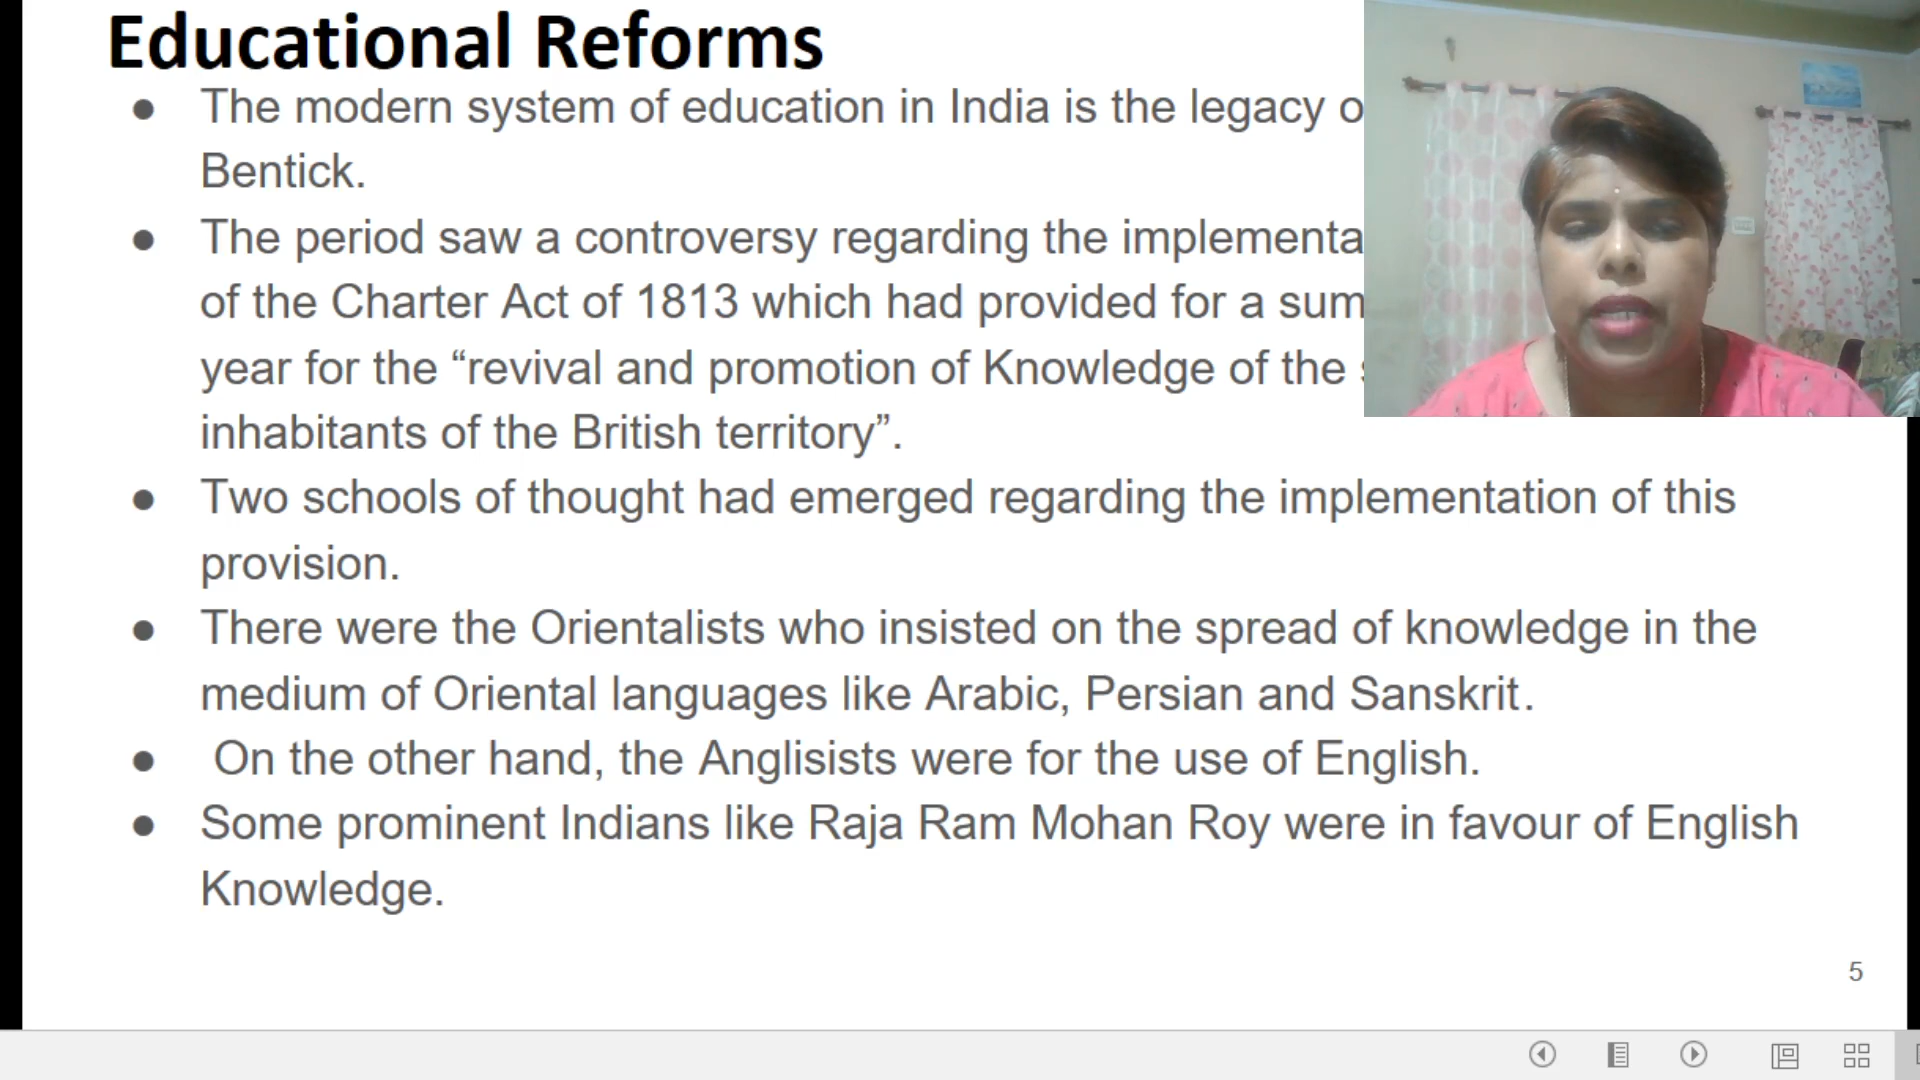 Educational Reforms
● The modern system of education in India is the legacy
Bentick.
● The period saw a controversy regarding the
of the Charter Act of 1813 which had provided for a sum
year for the “revival and promotion of Knowledge of the
inhabitants of the British territory”.
● Two schools of thought had emerged regarding the implementation of this
provision.
● There were the Orientalists who insisted on the spread of knowledge in the
medium of Oriental languages like Arabic, Persian and Sanskrit.
● On the other hand, the Anglisists were for the use of English.
● Some prominent Indians like Raja Ram Mohan Roy were in favour of English
Knowledge.
5